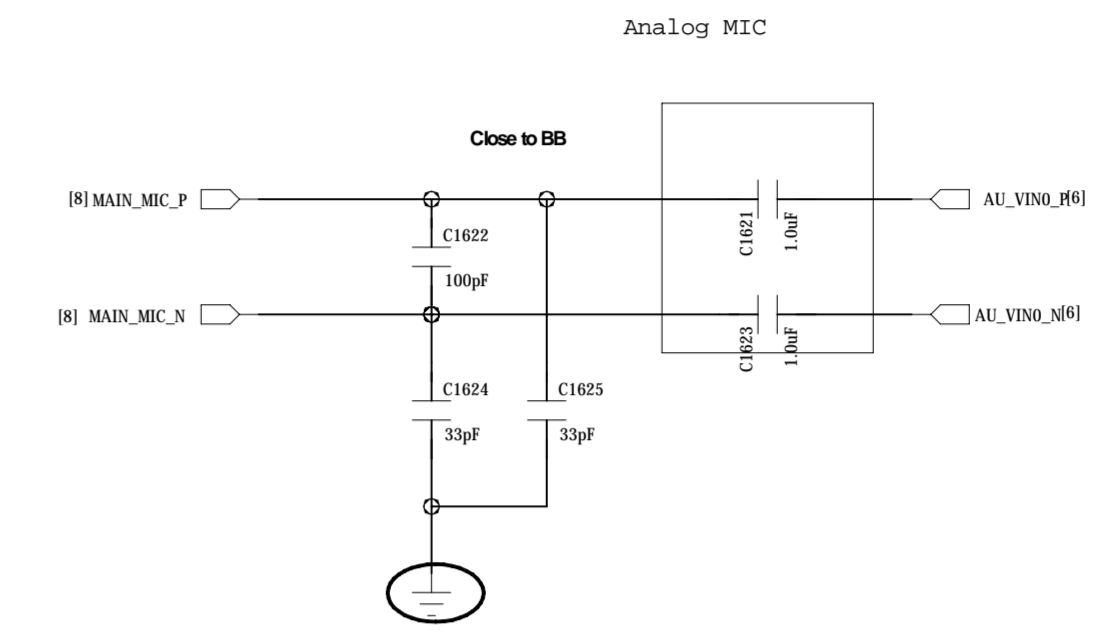 Analog MIC
Close to BB
[8] MAIN_MIC_P
AU_VIN0_P[6]
C1621
1.0uF
C1622
100pF
[8] MAIN_MIC_N
AU_VIN0_N[6]
C1623
1.0uF
C1624
33pF
C1625
33pF